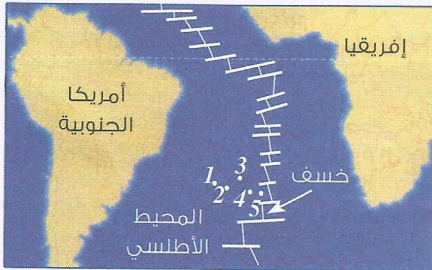 إفريقيا
أمريكا
الجنوبية
3
1
2
4
5
خسف
المحيط
الأطلسي